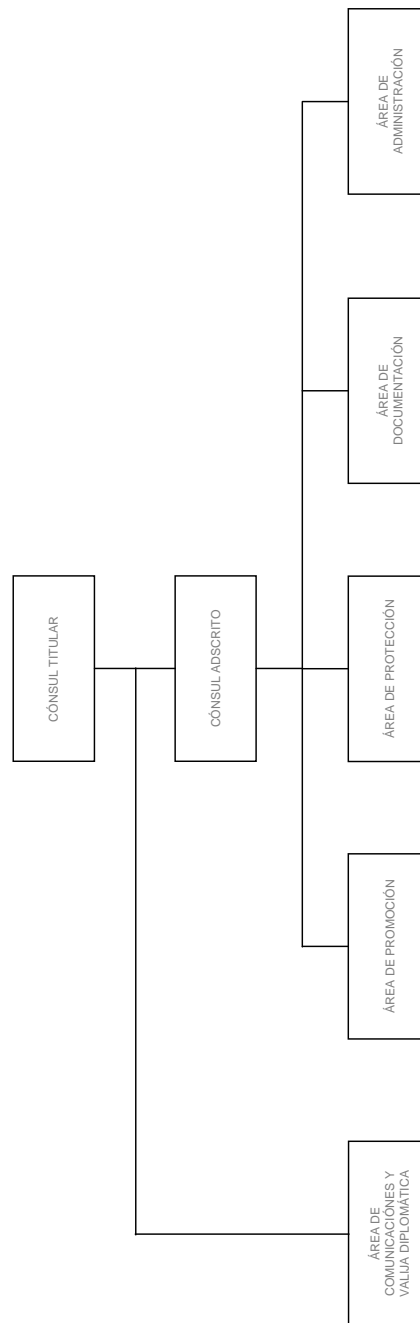 CÓNSUL TITULAR
CÓNSUL ADSCRITO
ÁREA DE
COMUNICACIÓNES Y
VALIJA DIPLOMÁTICA
ÁREA DE PROMOCIÓN
ÁREA DE PROTECCIÓN
ÁREA DE
DOCUMENTACIÓN
ÁREA DE
ADMINISTRACIÓN